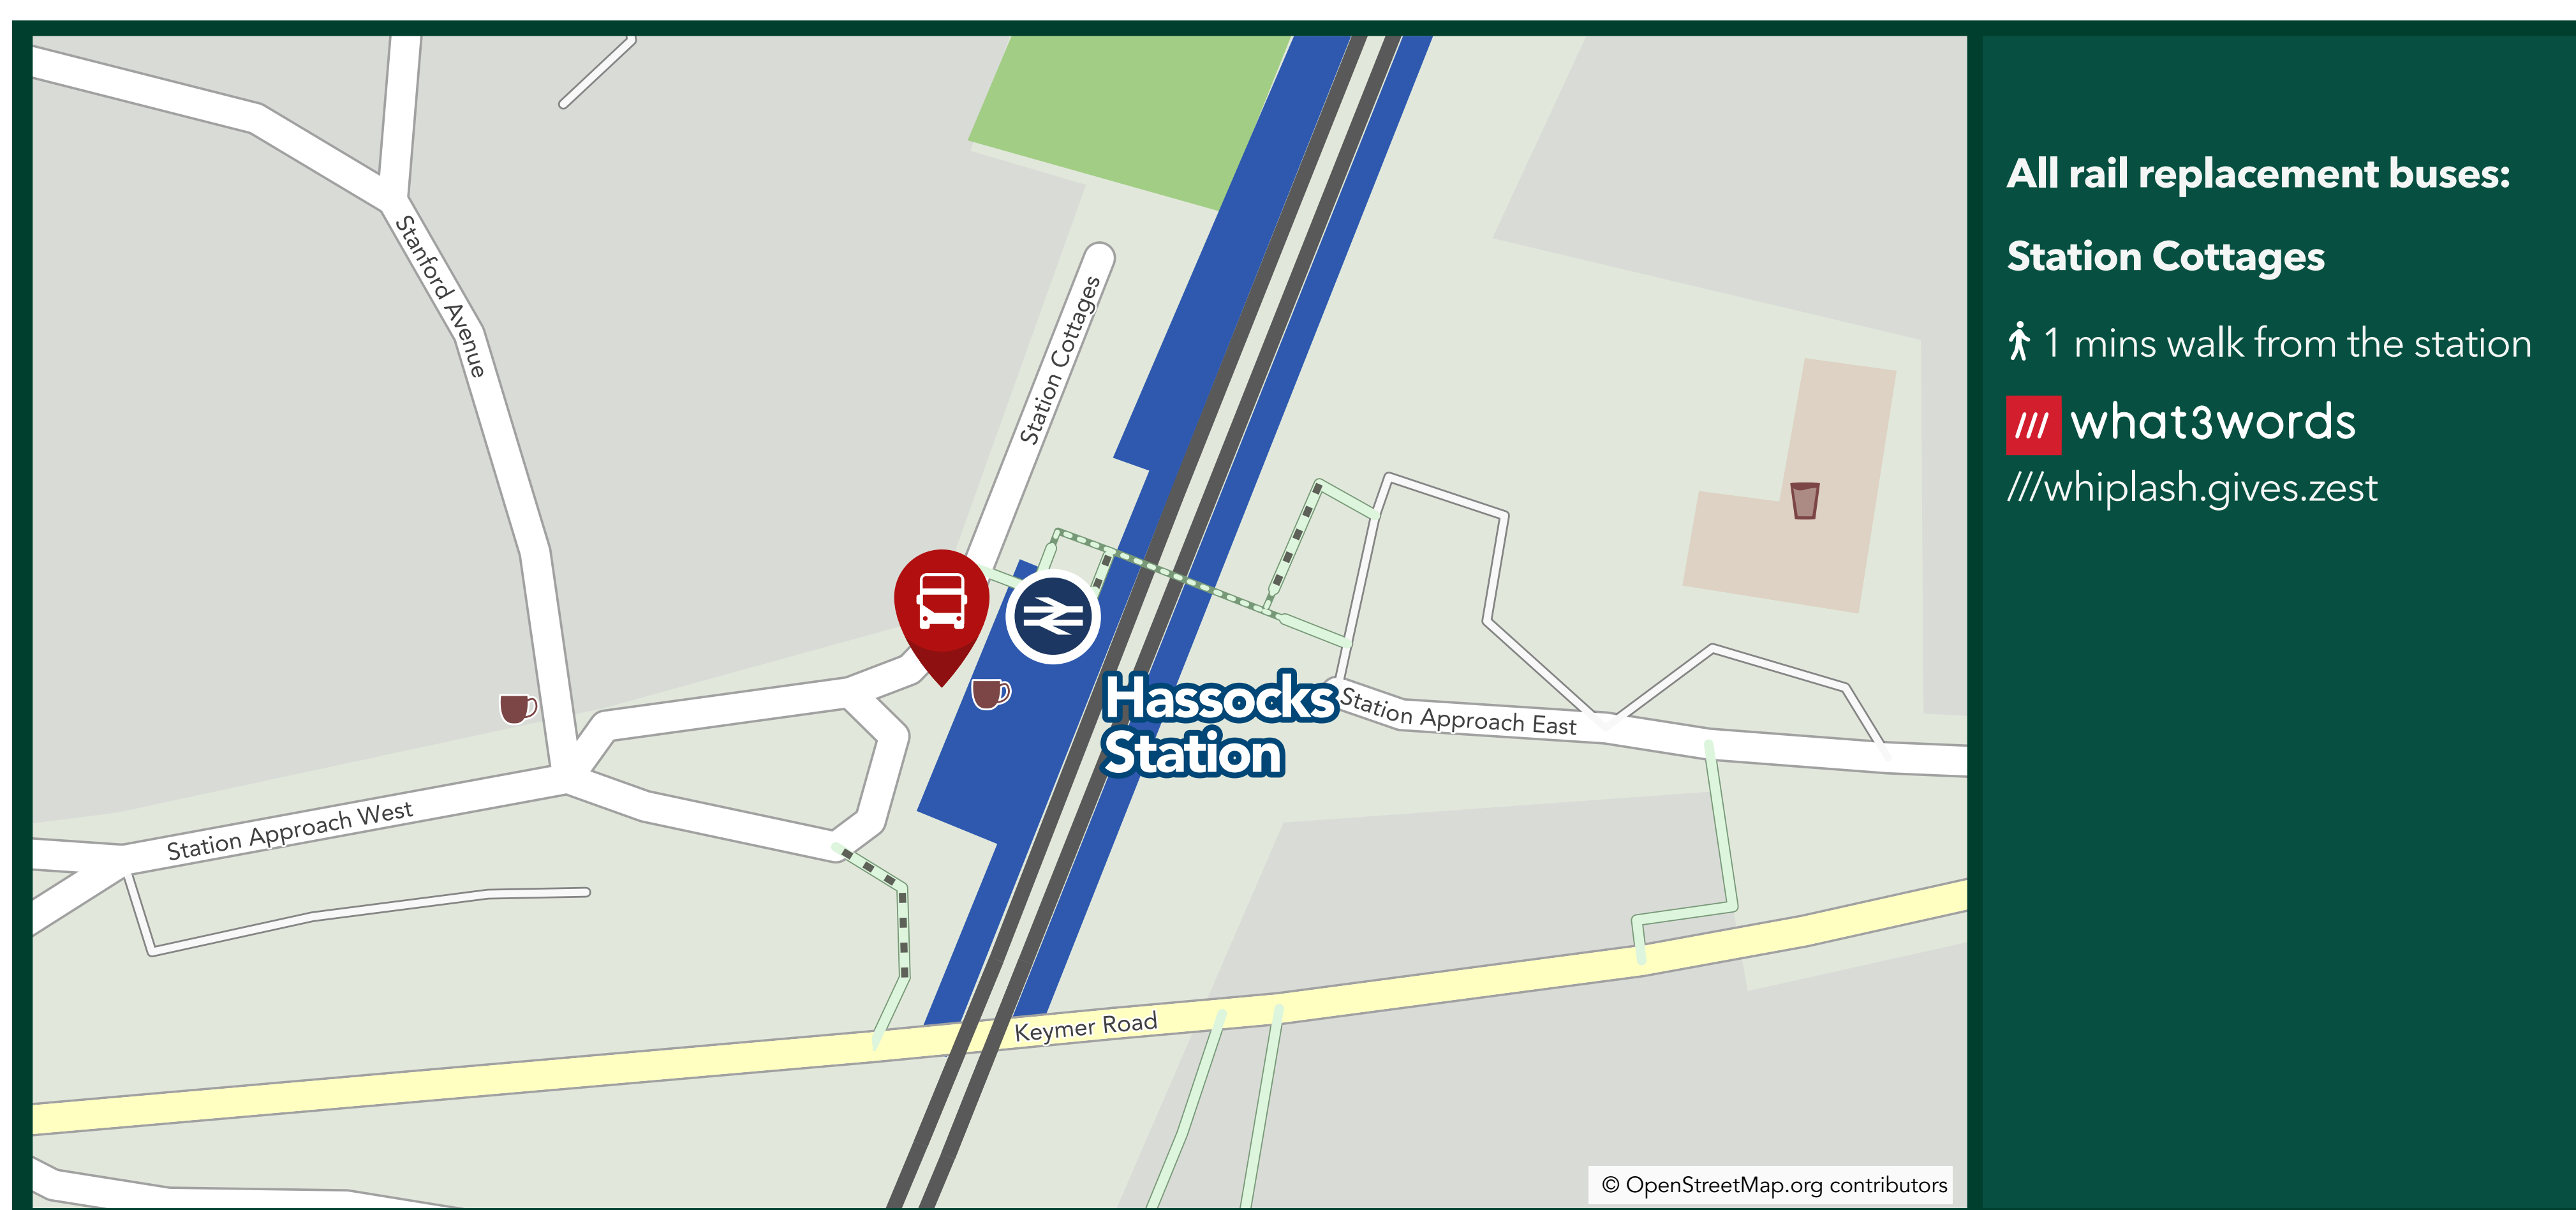 Stanford Avenue
Station Cottages
Hassocks
Station
Station Approach East
Station Approach West
Keymer Road
© OpenStreetMap.org contributors
All rail replacement buses:
Station Cottages
1 mins walk from the station
/// what3words
///whiplash.gives.zest